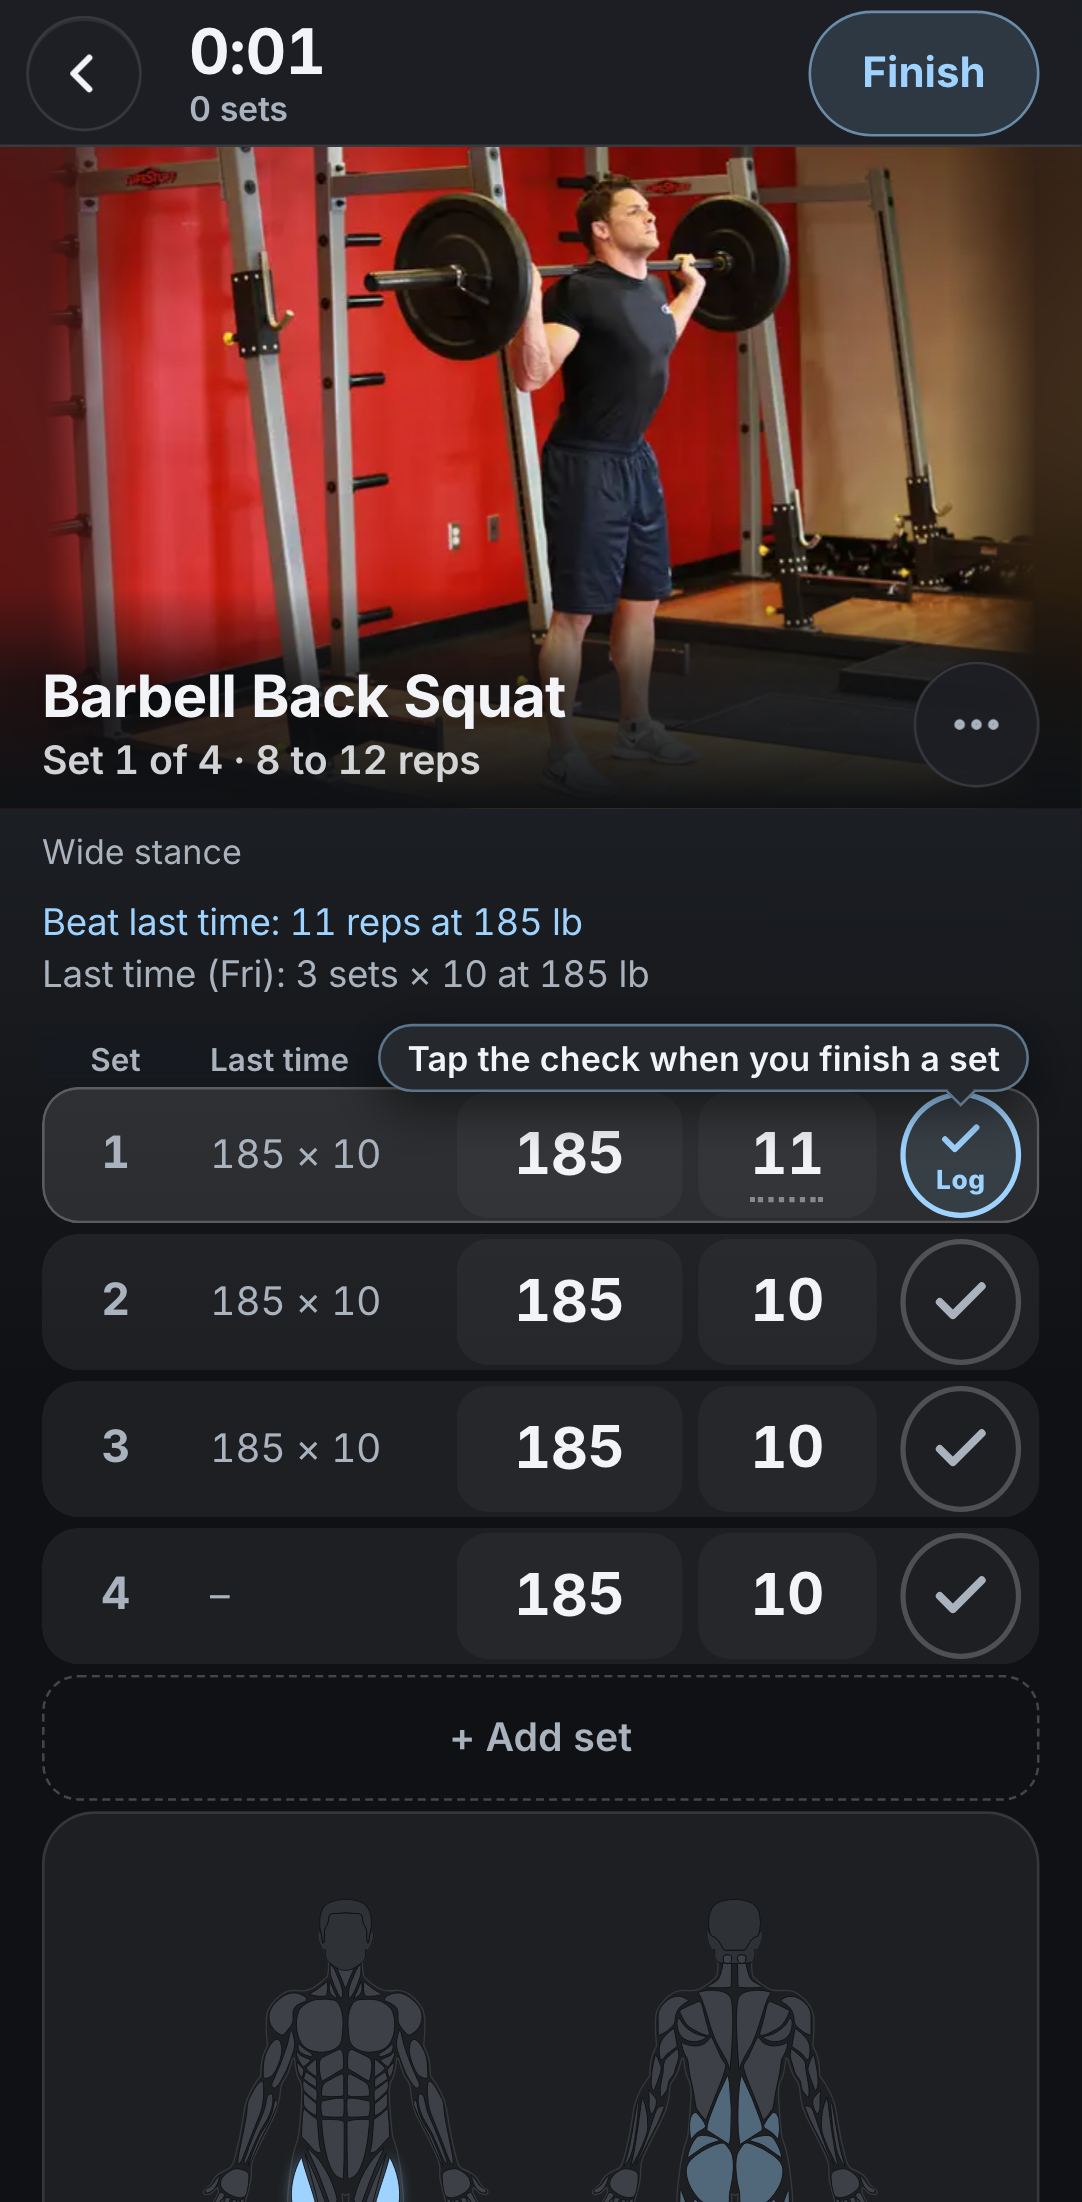 0:01
0 sets
Finish
Barbell Back Squat
Set 1 of 4 · 8 to 12 reps
Wide stance
Beat last time: 11 reps at 185 lb
Last time (Fri): 3 sets × 10 at 185 lb
Set Last time Tap the check when you finish a set
1 185 × 10 185 11 Log
2 185 × 10 185 10
3 185 × 10 185 10
4 – 185 10
+ Add set